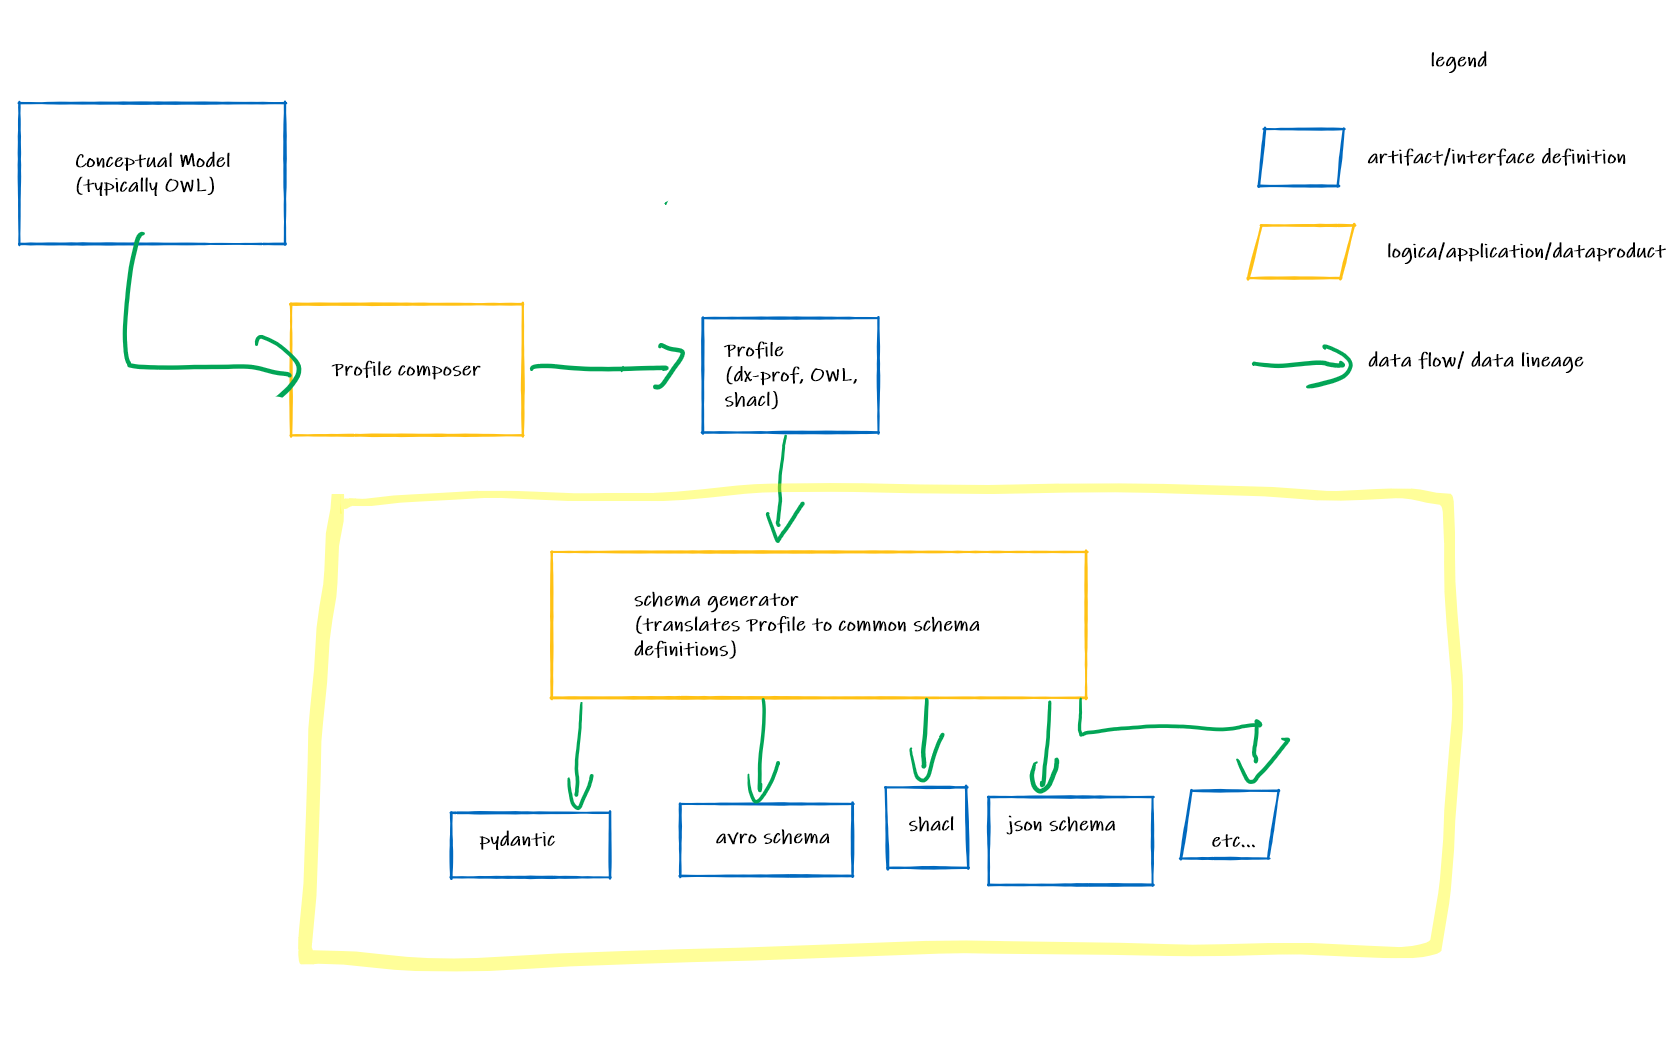 legend
artifact/interface definition
Conceptual Model
(typically OWL)
logica/application/dataproduct
data flow/ data lineage
Profile composer
Profile
(dx-prof, OWL,
shacl)
schema generator
(translates Profile to common schema
definitions)
pydantic
avro schema
shacl
json schema
etc...